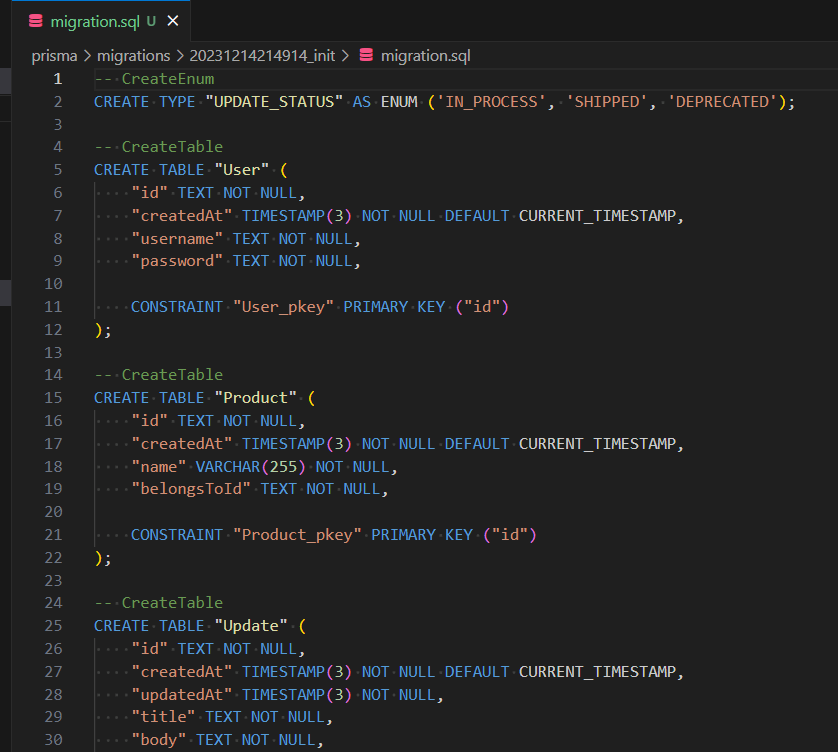 migration.sql U ×
prisma > migrations > 20231214214914_init > migration.sql
1 -- CreateEnum
2 CREATE TYPE "UPDATE_STATUS" AS ENUM ('IN_PROCESS', 'SHIPPED', 'DEPRECATED');
3
4 -- CreateTable
5 CREATE TABLE "User" (
6     "id" TEXT NOT NULL,
7     "createdAt" TIMESTAMP(3) NOT NULL DEFAULT CURRENT_TIMESTAMP,
8     "username" TEXT NOT NULL,
9     "password" TEXT NOT NULL,
10
11     CONSTRAINT "User_pkey" PRIMARY KEY ("id")
12 );
13
14 -- CreateTable
15 CREATE TABLE "Product" (
16     "id" TEXT NOT NULL,
17     "createdAt" TIMESTAMP(3) NOT NULL DEFAULT CURRENT_TIMESTAMP,
18     "name" VARCHAR(255) NOT NULL,
19     "belongsToId" TEXT NOT NULL,
20
21     CONSTRAINT "Product_pkey" PRIMARY KEY ("id")
22 );
23
24 -- CreateTable
25 CREATE TABLE "Update" (
26     "id" TEXT NOT NULL,
27     "createdAt" TIMESTAMP(3) NOT NULL DEFAULT CURRENT_TIMESTAMP,
28     "updatedAt" TIMESTAMP(3) NOT NULL,
29     "title" TEXT NOT NULL,
30     "body" TEXT NOT NULL,